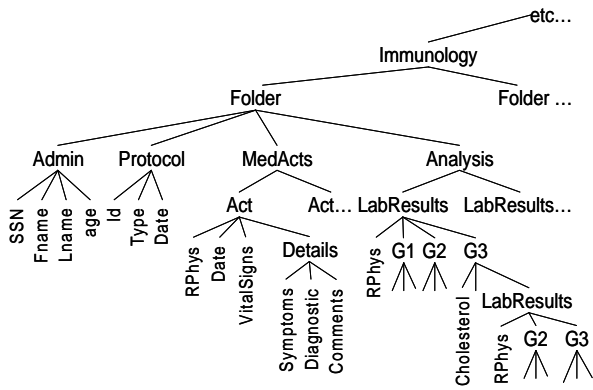 etc...
Immunology
Folder
Folder ...
Admin
Protocol
MedActs
Analysis
SSN
Fname
Lname
age
Id
Type
Date
Act
Act...
LabResults
LabResults...
RPhys
Date
VitalSigns
Details
RPhys
G1
G2
G3
Symptoms
Diagnostic
Comments
Cholesterol
LabResults
RPhys
G2
G3